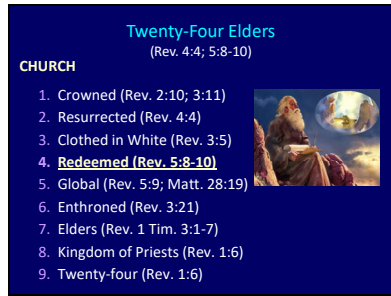 Twenty-Four Elders
(Rev. 4:4; 5:8-10)
CHURCH
1. Crowned (Rev. 2:10; 3:11)
2. Resurrected (Rev. 4:4)
3. Clothed in White (Rev. 3:5)
4. Redeemed (Rev. 5:8-10)
5. Global (Rev. 5:9; Matt. 28:19)
6. Enthroned (Rev. 3:21)
7. Elders (Rev. 1 Tim. 3:1-7)
8. Kingdom of Priests (Rev. 1:6)
9. Twenty-four (Rev. 1:6)